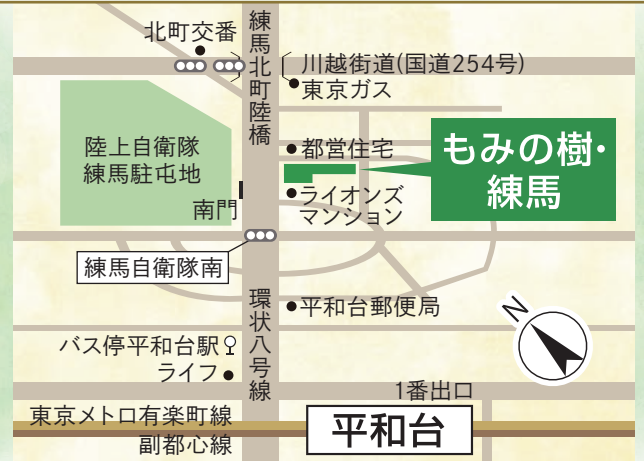 北町交番
練馬北町陸橋
川越街道(国道254号)
東京ガス
陸上自衛隊
練馬駐屯地
都営住宅
もみの樹・
練馬
南門
ライオンズ
マンション
練馬自衛隊南
環状八号線
平和台郵便局
N
バス停平和台駅
ライフ
1番出口
東京メトロ有楽町線
副都心線
平和台